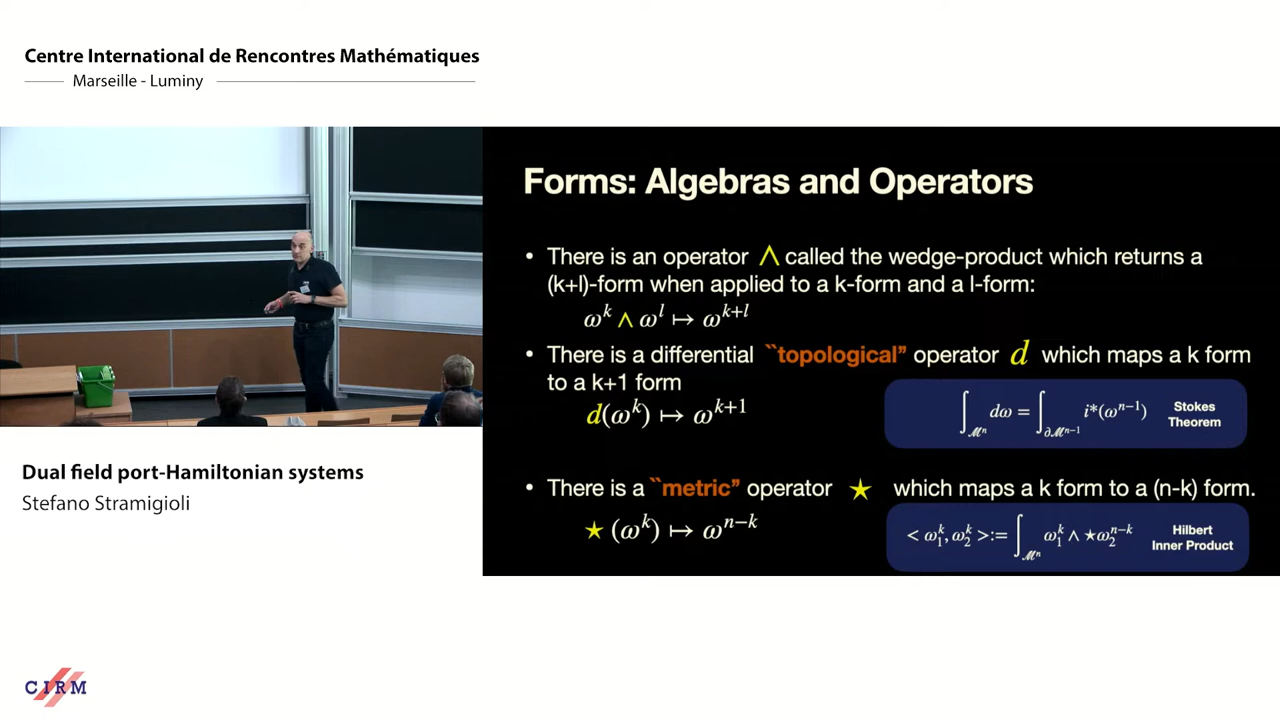 Centre International de Rencontres Mathématiques
Marseille - Luminy
Forms: Algebras and Operators
• There is an operator ∧ called the wedge-product which returns a
(k+l)-form when applied to a k-form and a l-form:
ω^k ∧ ω^l ↦ ω^{k+l}
• There is a differential ``topological” operator d which maps a k form
to a k+1 form
d(ω^k) ↦ ω^{k+1}
∫_{ℳ^n} dω = ∫_{∂ℳ^{n−1}} i*(ω^{n−1})
Stokes
Theorem
• There is a ``metric” operator ★ which maps a k form to a (n-k) form.
★ (ω^k) ↦ ω^{n−k}
< ω_1^k, ω_2^k >:= ∫_{ℳ^n} ω_1^k ∧ ★ω_2^{n−k}
Hilbert
Inner Product
Dual field port-Hamiltonian systems
Stefano Stramigioli
CIRM